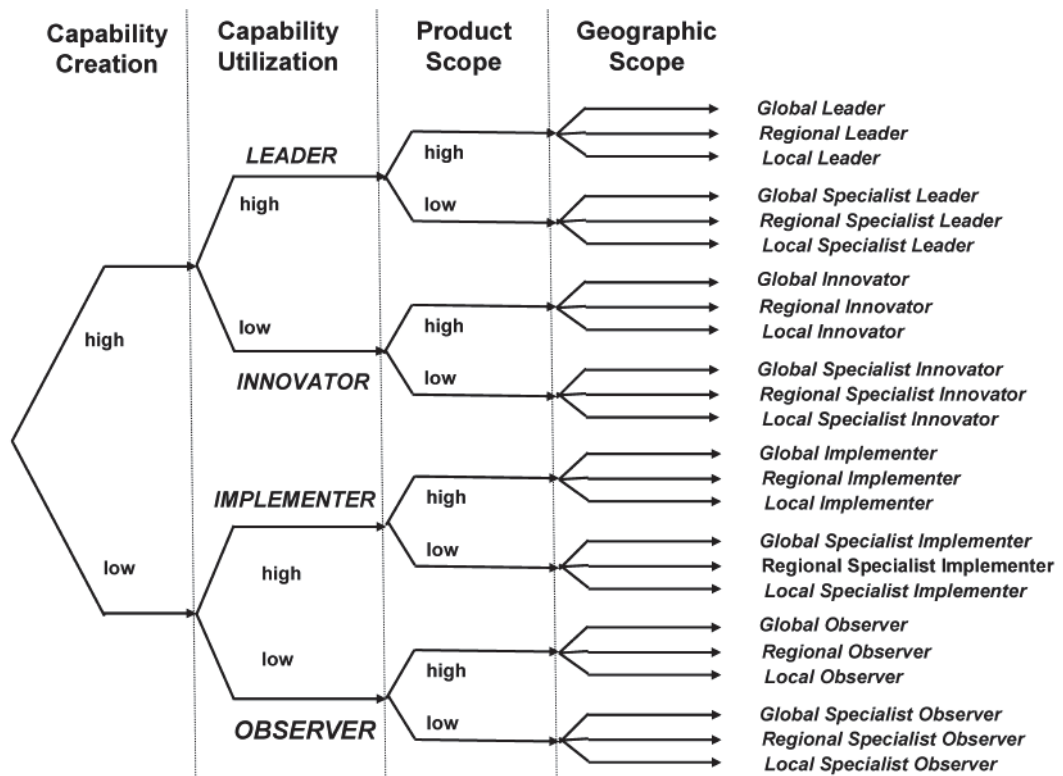 Capability
Creation
Capability
Utilization
Product
Scope
Geographic
Scope
Global Leader
Regional Leader
Local Leader
LEADER
high
high
low
Global Specialist Leader
Regional Specialist Leader
Local Specialist Leader
high
low
INNOVATOR
high
low
Global Innovator
Regional Innovator
Local Innovator
Global Specialist Innovator
Regional Specialist Innovator
Local Specialist Innovator
low
IMPLEMENTER
high
high
low
Global Implementer
Regional Implementer
Local Implementer
Global Specialist Implementer
Regional Specialist Implementer
Local Specialist Implementer
low
OBSERVER
high
low
Global Observer
Regional Observer
Local Observer
Global Specialist Observer
Regional Specialist Observer
Local Specialist Observer